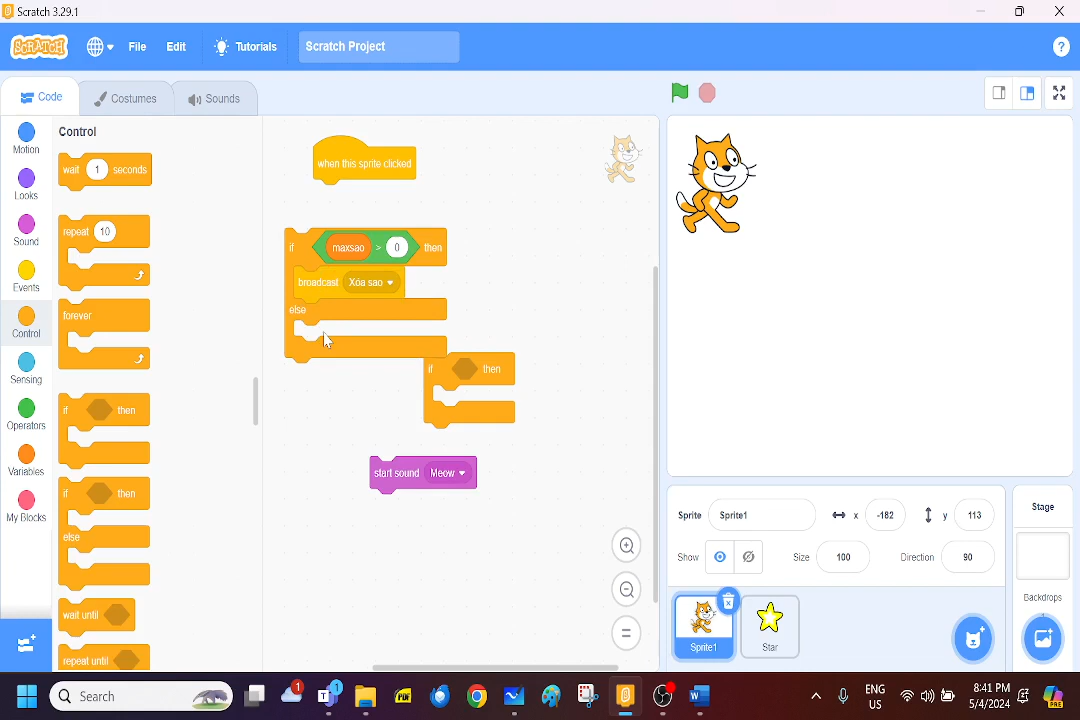 Scratch 3.29.1
SCRATCH File Edit Tutorials Scratch Project ?
Code Costumes Sounds
Motion
Looks
Sound
Events
Control
Sensing
Operators
Variables
My Blocks
Control
wait 1 seconds
repeat 10
forever
if then
if then
else
wait until
repeat until
when this sprite clicked
if maxsao > 0 then
broadcast Xóa sao
else
if then
start sound Meow
Sprite Sprite1 x -182 y 113
Show Size 100 Direction 90
Sprite1
Star
Stage
Backdrops
Search
1
1
PDF
ENG
US
8:41 PM
5/4/2024
PRE